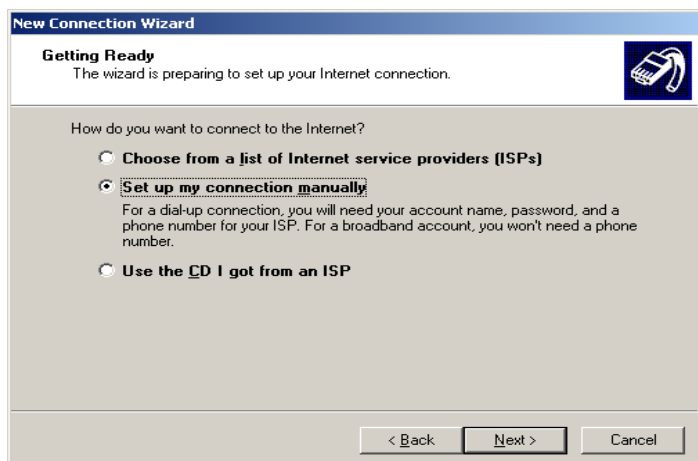 New Connection Wizard
Getting Ready
The wizard is preparing to set up your Internet connection.
How do you want to connect to the Internet?
Choose from a list of Internet service providers (ISPs)
Set up my connection manually
For a dial-up connection, you will need your account name, password, and a
phone number for your ISP. For a broadband account, you won't need a phone
number.
Use the CD I got from an ISP
< Back Next > Cancel